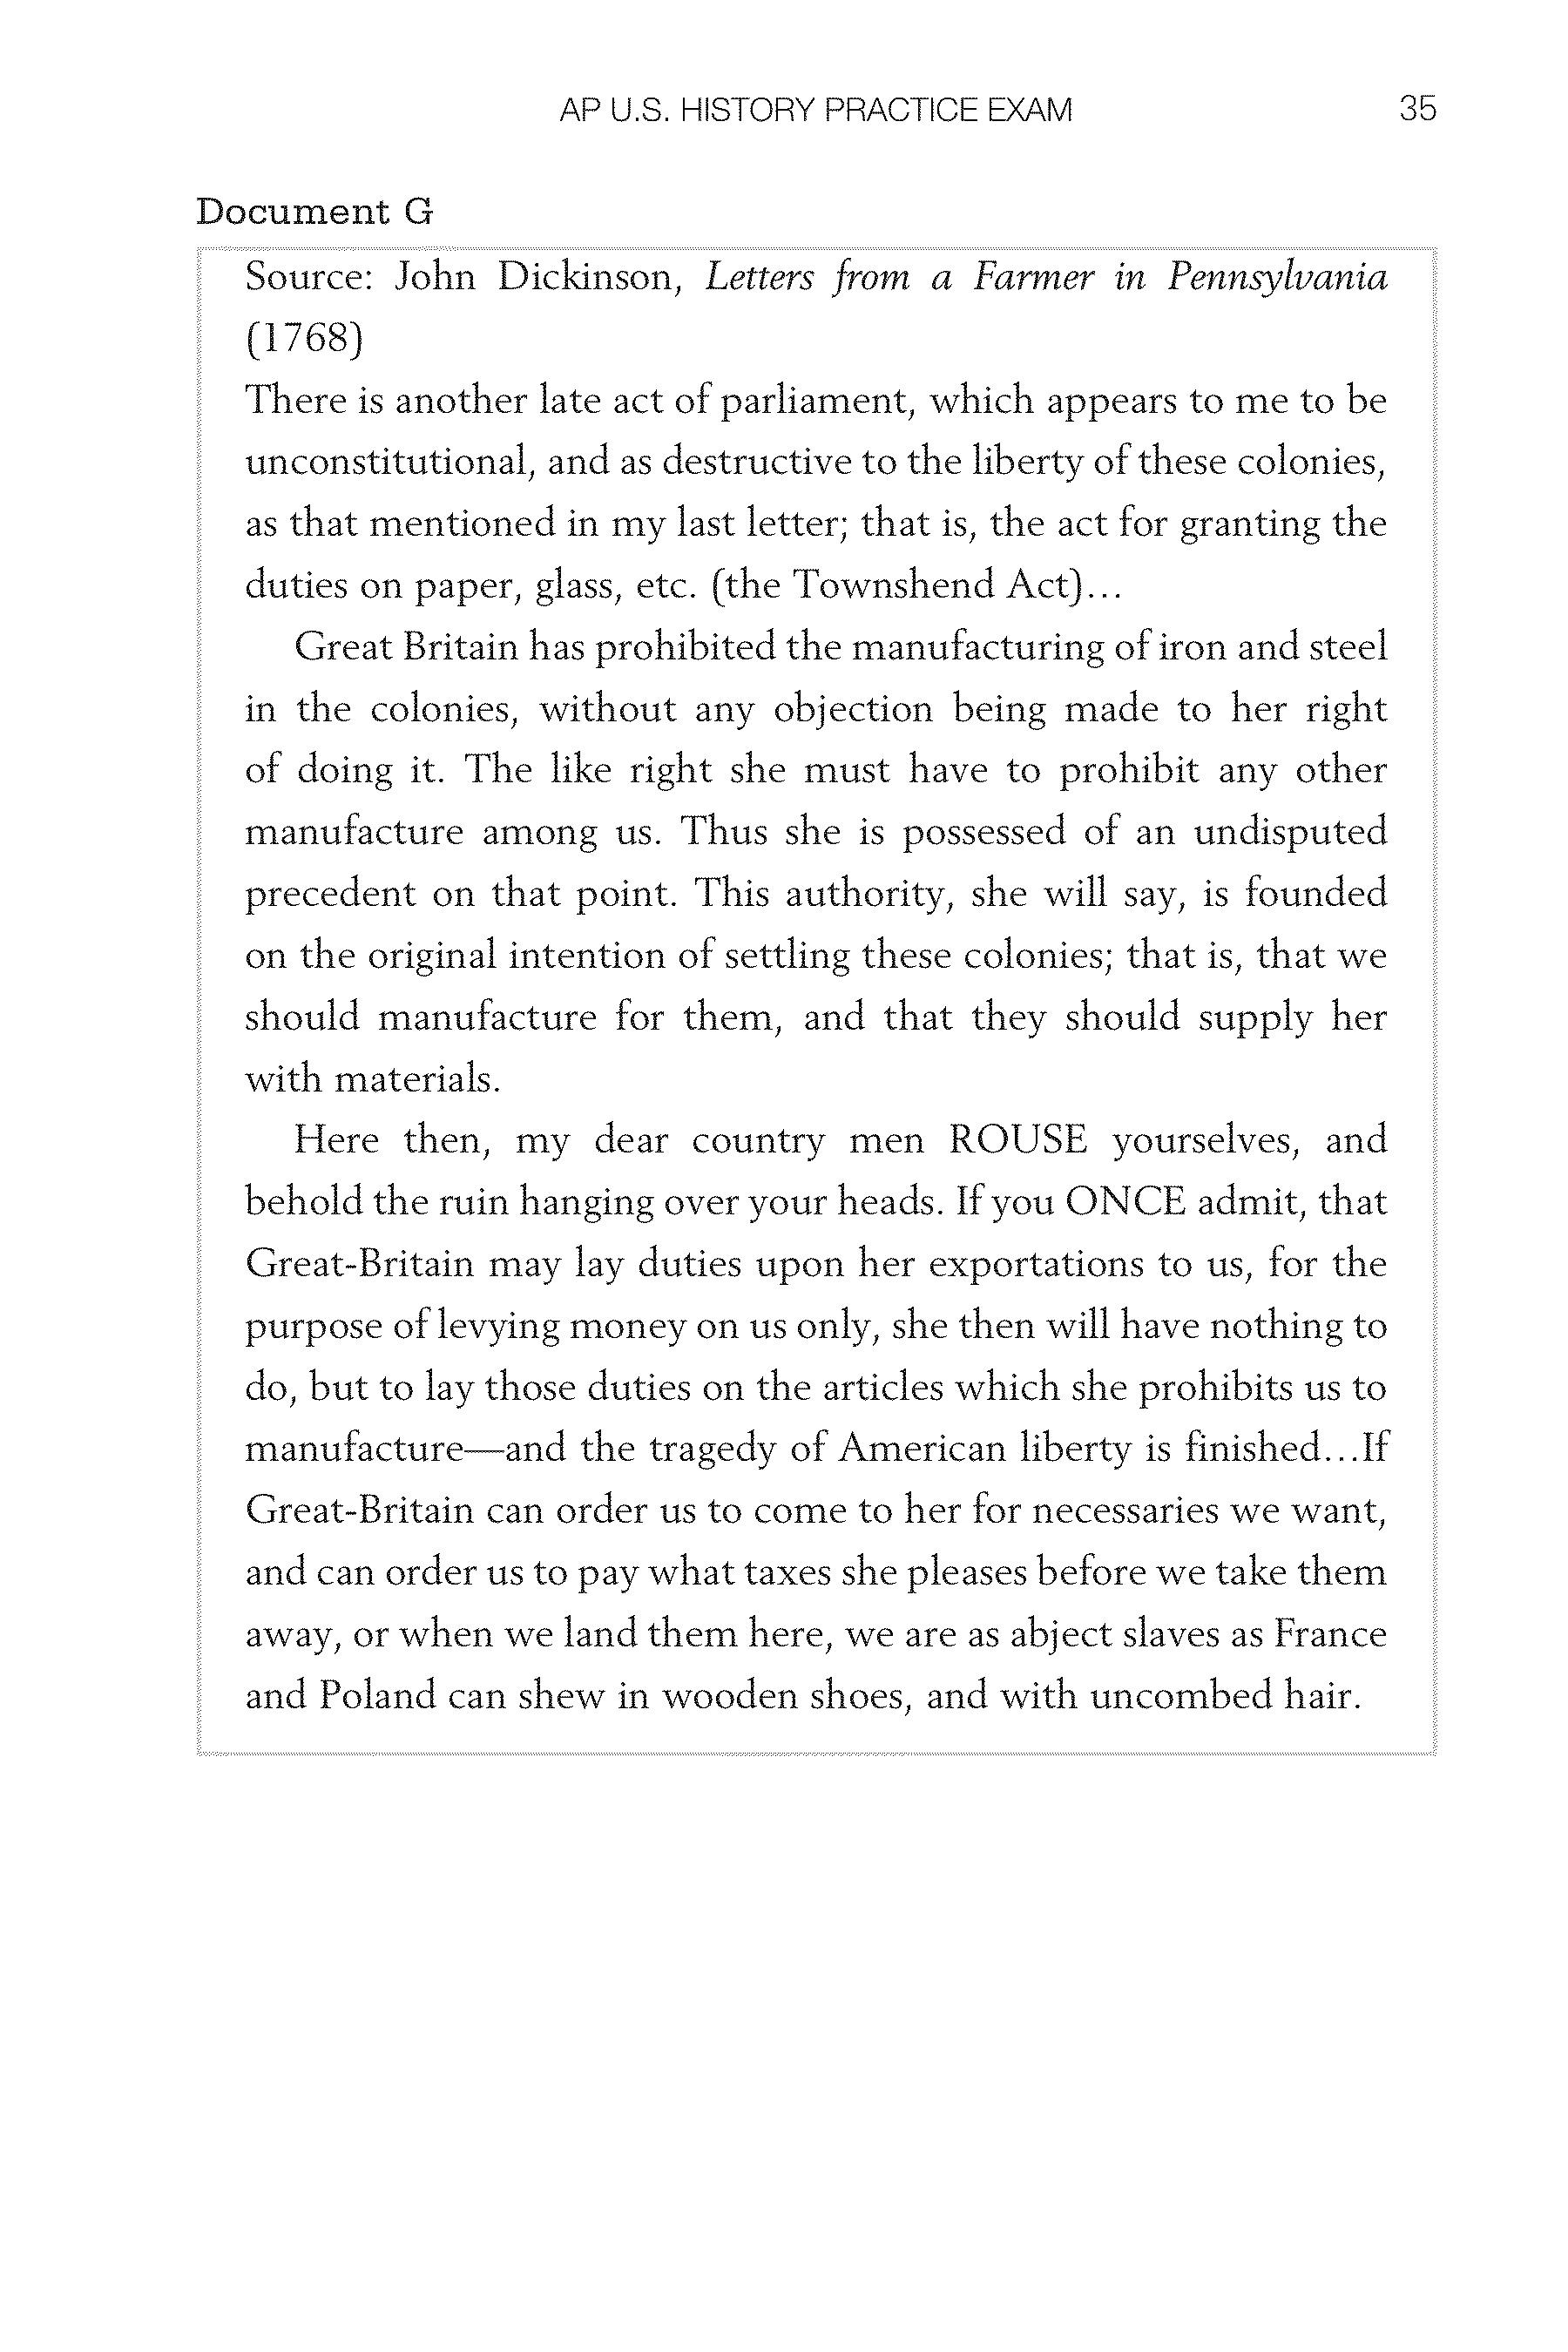 AP U.S. HISTORY PRACTICE EXAM 35
Document G
Source: John Dickinson, Letters from a Farmer in Pennsylvania
(1768)
There is another late act of parliament, which appears to me to be
unconstitutional, and as destructive to the liberty of these colonies,
as that mentioned in my last letter; that is, the act for granting the
duties on paper, glass, etc. (the Townshend Act)...
Great Britain has prohibited the manufacturing of iron and steel
in the colonies, without any objection being made to her right
of doing it. The like right she must have to prohibit any other
manufacture among us. Thus she is possessed of an undisputed
precedent on that point. This authority, she will say, is founded
on the original intention of settling these colonies; that is, that we
should manufacture for them, and that they should supply her
with materials.
Here then, my dear country men ROUSE yourselves, and
behold the ruin hanging over your heads. If you ONCE admit, that
Great-Britain may lay duties upon her exportations to us, for the
purpose of levying money on us only, she then will have nothing to
do, but to lay those duties on the articles which she prohibits us to
manufacture—and the tragedy of American liberty is finished...If
Great-Britain can order us to come to her for necessaries we want,
and can order us to pay what taxes she pleases before we take them
away, or when we land them here, we are as abject slaves as France
and Poland can shew in wooden shoes, and with uncombed hair.